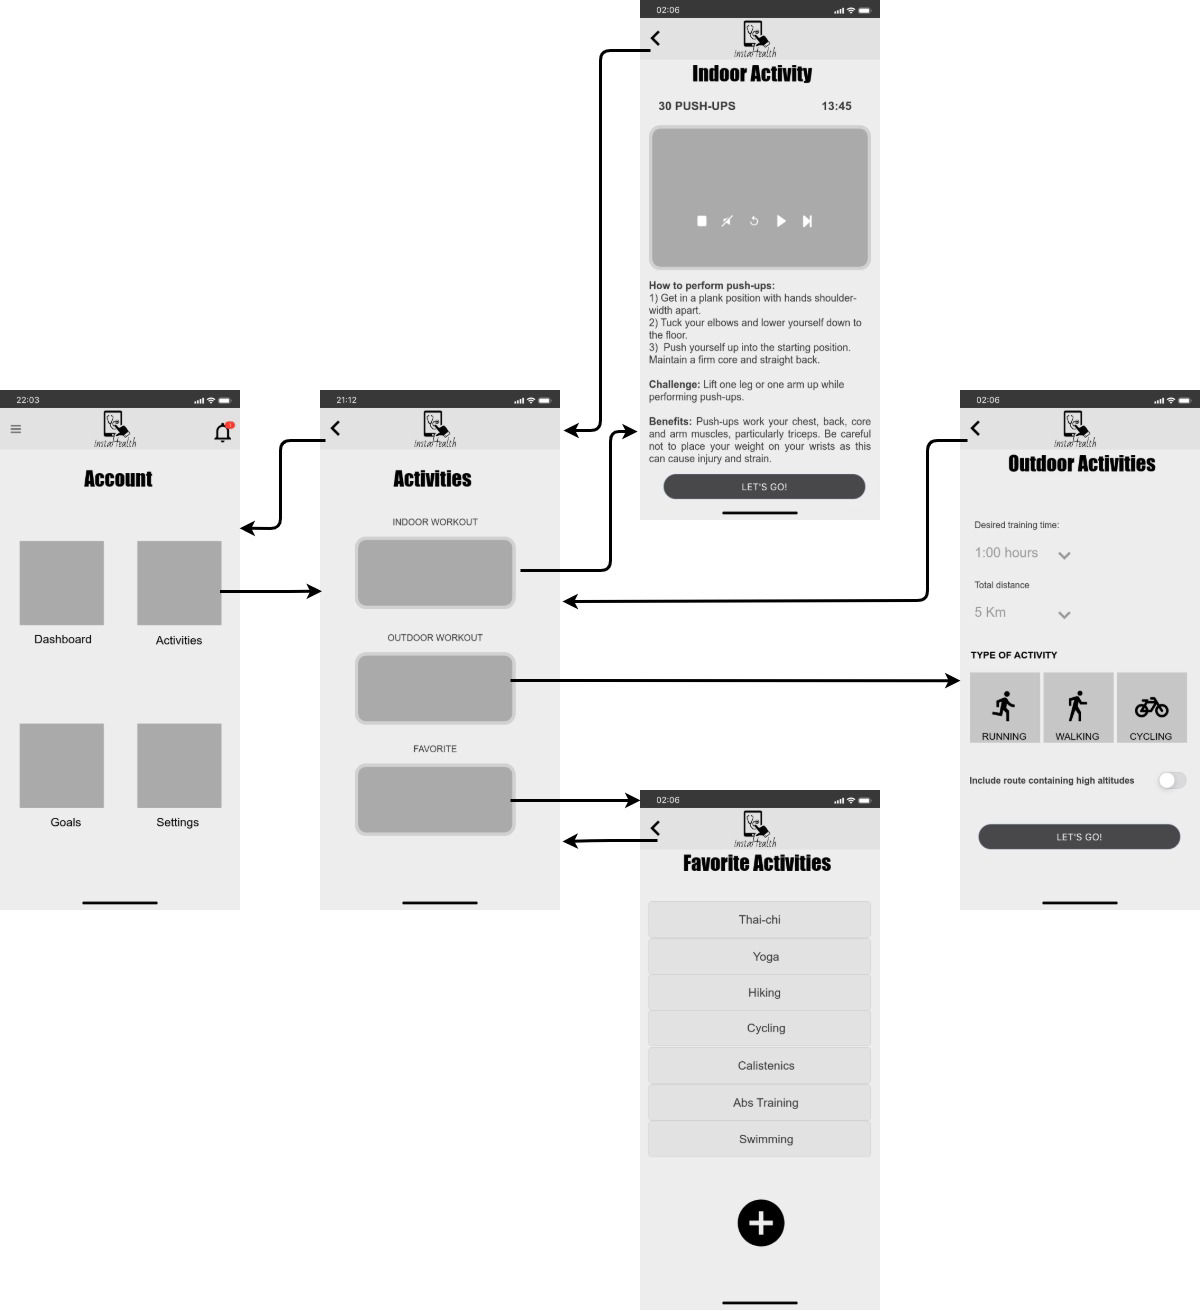 02:06
instaHealth
Indoor Activity
30 PUSH-UPS 13:45
How to perform push-ups:
1) Get in a plank position with hands shoulder-
width apart.
2) Tuck your elbows and lower yourself down to
the floor.
3) Push yourself up into the starting position.
Maintain a firm core and straight back.
Challenge: Lift one leg or one arm up while
performing push-ups.
Benefits: Push-ups work your chest, back, core
and arm muscles, particularly triceps. Be careful
not to place your weight on your wrists as this
can cause injury and strain.
LET'S GO!
22:03
instaHealth
Account
Dashboard
Activities
Goals
Settings
21:12
instaHealth
Activities
INDOOR WORKOUT
OUTDOOR WORKOUT
FAVORITE
02:06
instaHealth
Outdoor Activities
Desired training time:
1:00 hours
Total distance
5 Km
TYPE OF ACTIVITY
RUNNING
WALKING
CYCLING
Include route containing high altitudes
LET'S GO!
02:06
instaHealth
Favorite Activities
Thai-chi
Yoga
Hiking
Cycling
Calistenics
Abs Training
Swimming